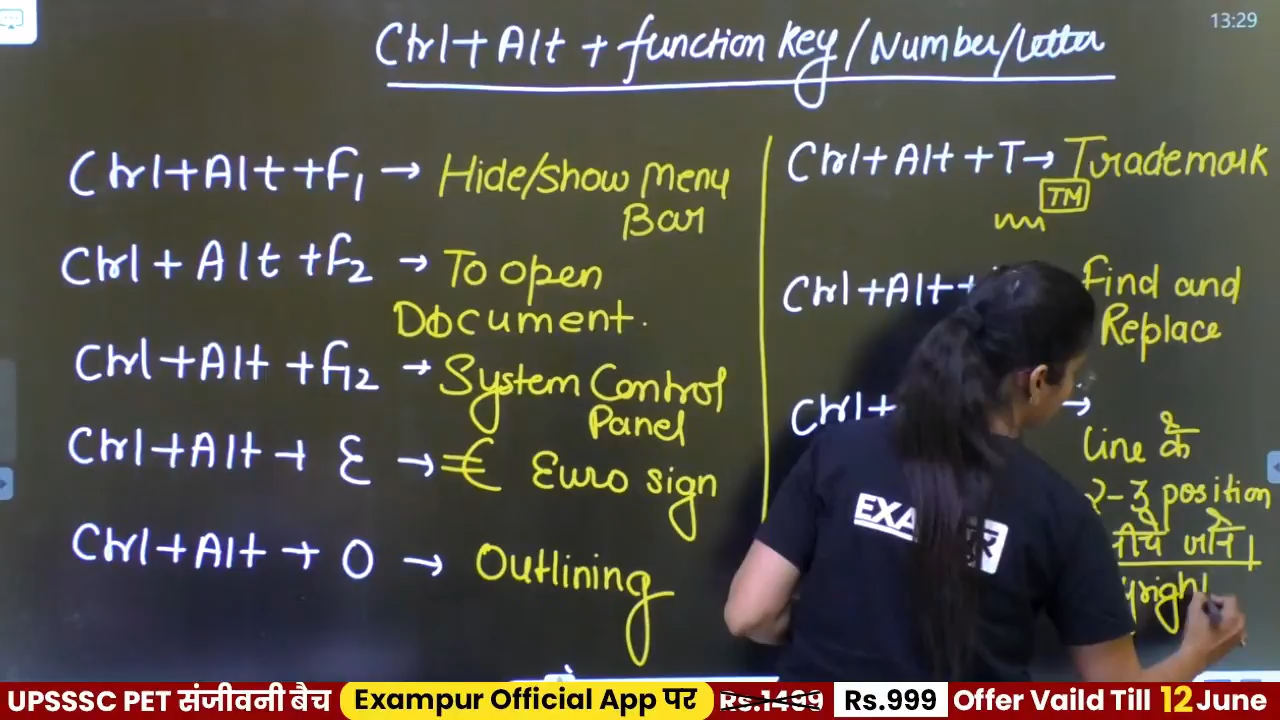 13:29
Ctrl+Alt + function key/Number/Letter
Ctrl+Alt+F1 → Hide/show Menu
Bar
Ctrl + Alt +F2 → To open
Document.
Ctrl+Alt +F12 → System Control
Panel
Ctrl+Alt + E → € Euro sign
Ctrl+Alt + O → Outlining
Ctrl+Alt +T→ Trademark
TM
Ctrl+Alt+
Find and
Replace
Ctrl+ →
Line के
position
नीचे जाने।
EXA R
UPSSSC PET संजीवनी बैच Exampur Official App पर Rs.1499 Rs.999 Offer Vaild Till 12 June